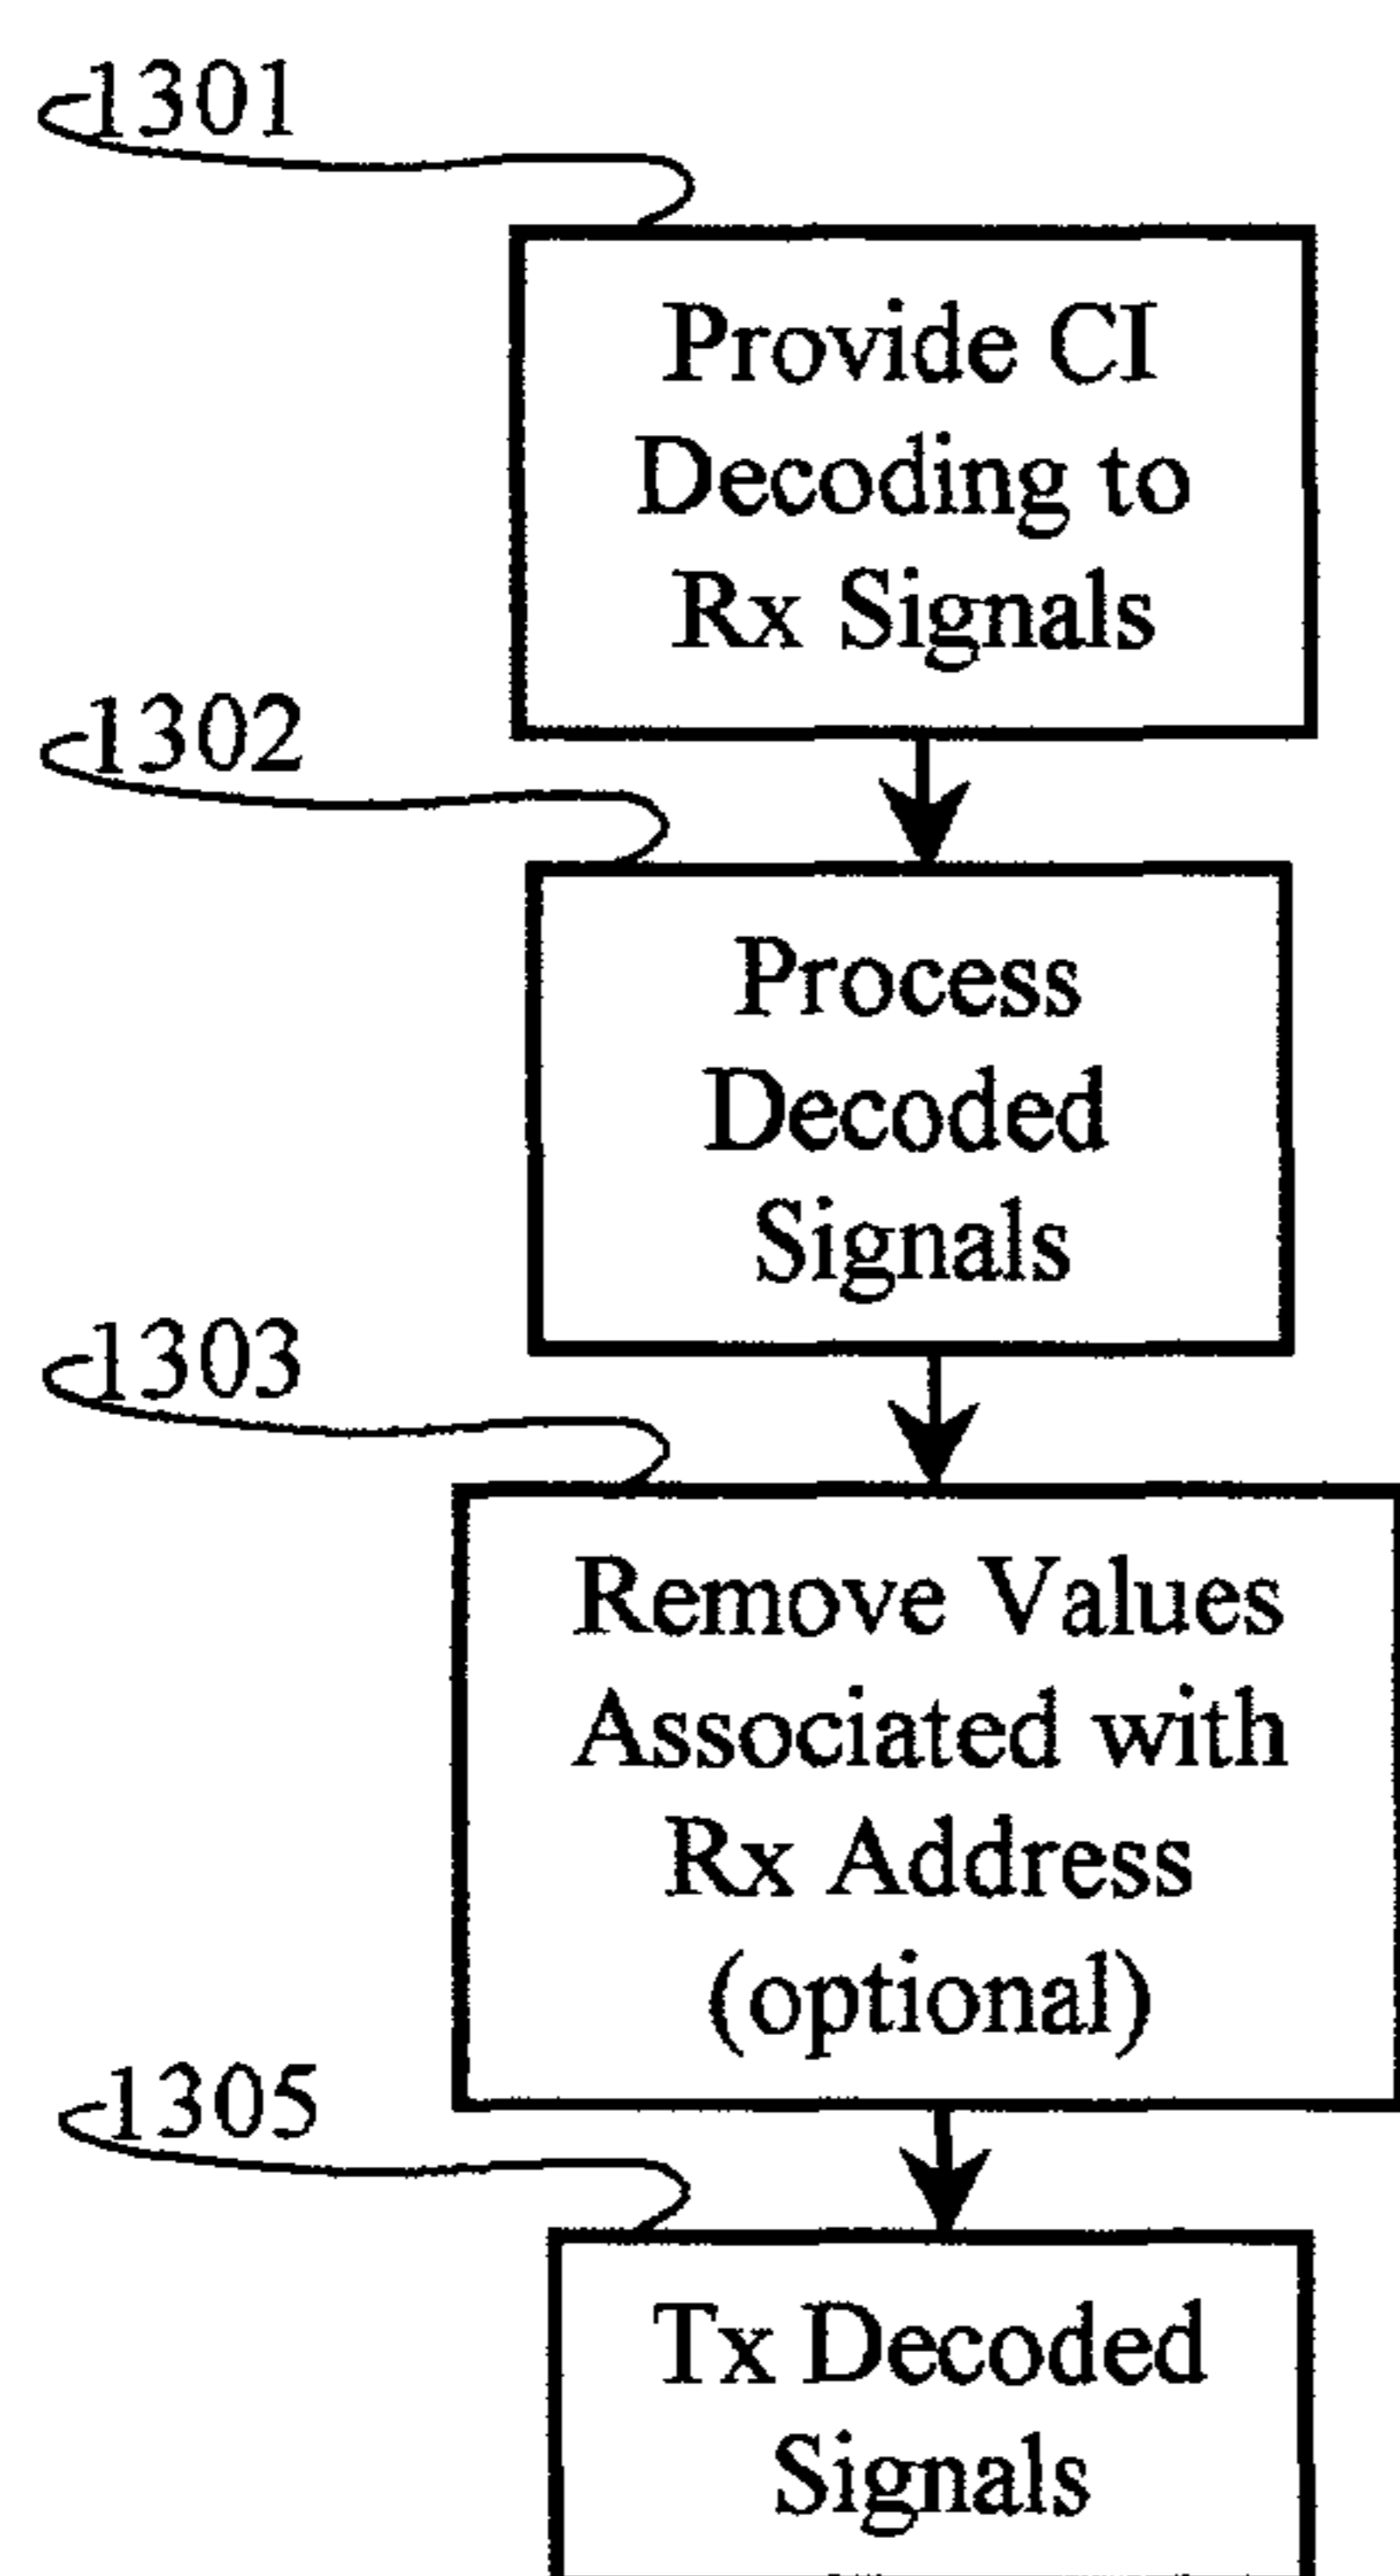 1301
Provide CI
Decoding to
Rx Signals
1302
Process
Decoded
Signals
1303
Remove Values
Associated with
Rx Address
(optional)
1305
Tx Decoded
Signals